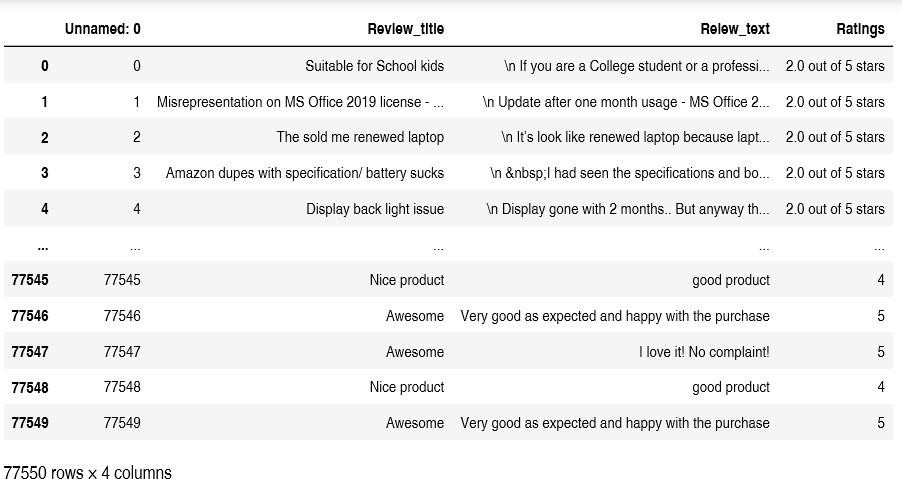 Unnamed: 0 Review_title Relew_text Ratings
0 0 Suitable for School kids \n If you are a College student or a professi... 2.0 out of 5 stars
1 1 Misrepresentation on MS Office 2019 license - ... \n Update after one month usage - MS Office 2... 2.0 out of 5 stars
2 2 The sold me renewed laptop \n It's look like renewed laptop because lapt... 2.0 out of 5 stars
3 3 Amazon dupes with specification/ battery sucks \n &nbsp;I had seen the specifications and bo... 2.0 out of 5 stars
4 4 Display back light issue \n Display gone with 2 months.. But anyway th... 2.0 out of 5 stars
... ... ... ... ...
77545 77545 Nice product good product 4
77546 77546 Awesome Very good as expected and happy with the purchase 5
77547 77547 Awesome I love it! No complaint! 5
77548 77548 Nice product good product 4
77549 77549 Awesome Very good as expected and happy with the purchase 5
77550 rows × 4 columns